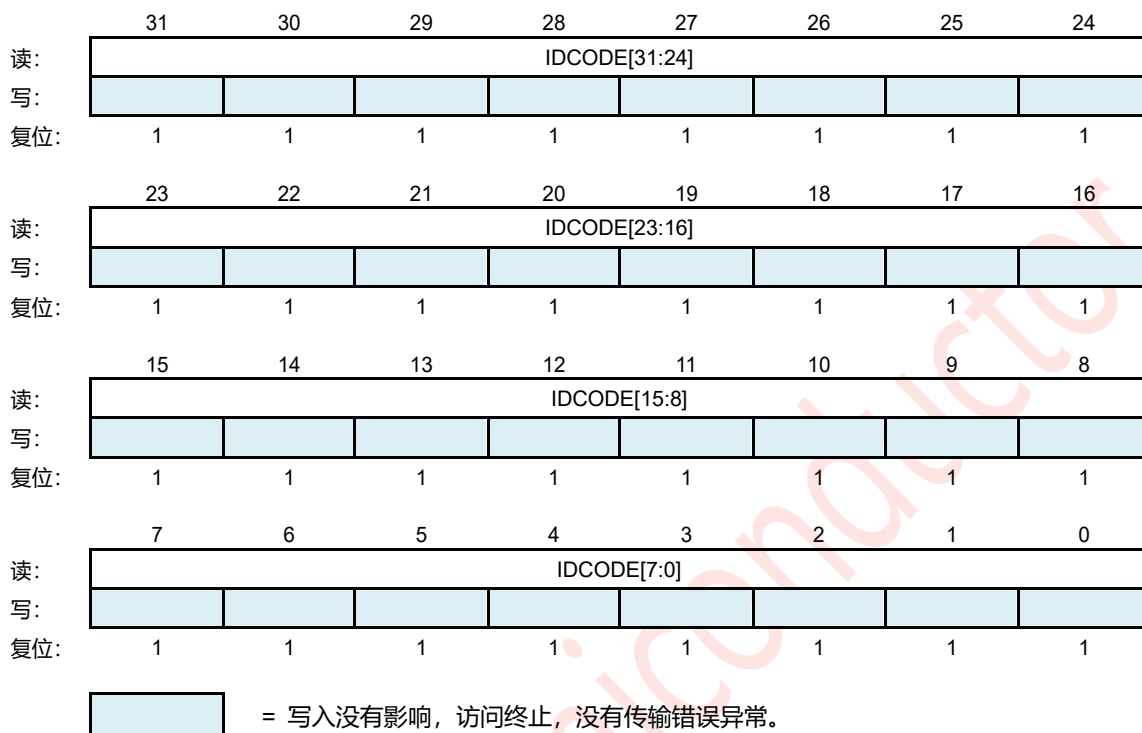 31 30 29 28 27 26 25 24
读: IDCODE[31:24]
写:
复位: 1 1 1 1 1 1 1 1
23 22 21 20 19 18 17 16
读: IDCODE[23:16]
写:
复位: 1 1 1 1 1 1 1 1
15 14 13 12 11 10 9 8
读: IDCODE[15:8]
写:
复位: 1 1 1 1 1 1 1 1
7 6 5 4 3 2 1 0
读: IDCODE[7:0]
写:
复位: 1 1 1 1 1 1 1 1
= 写入没有影响，访问终止，没有传输错误异常。
niconductor